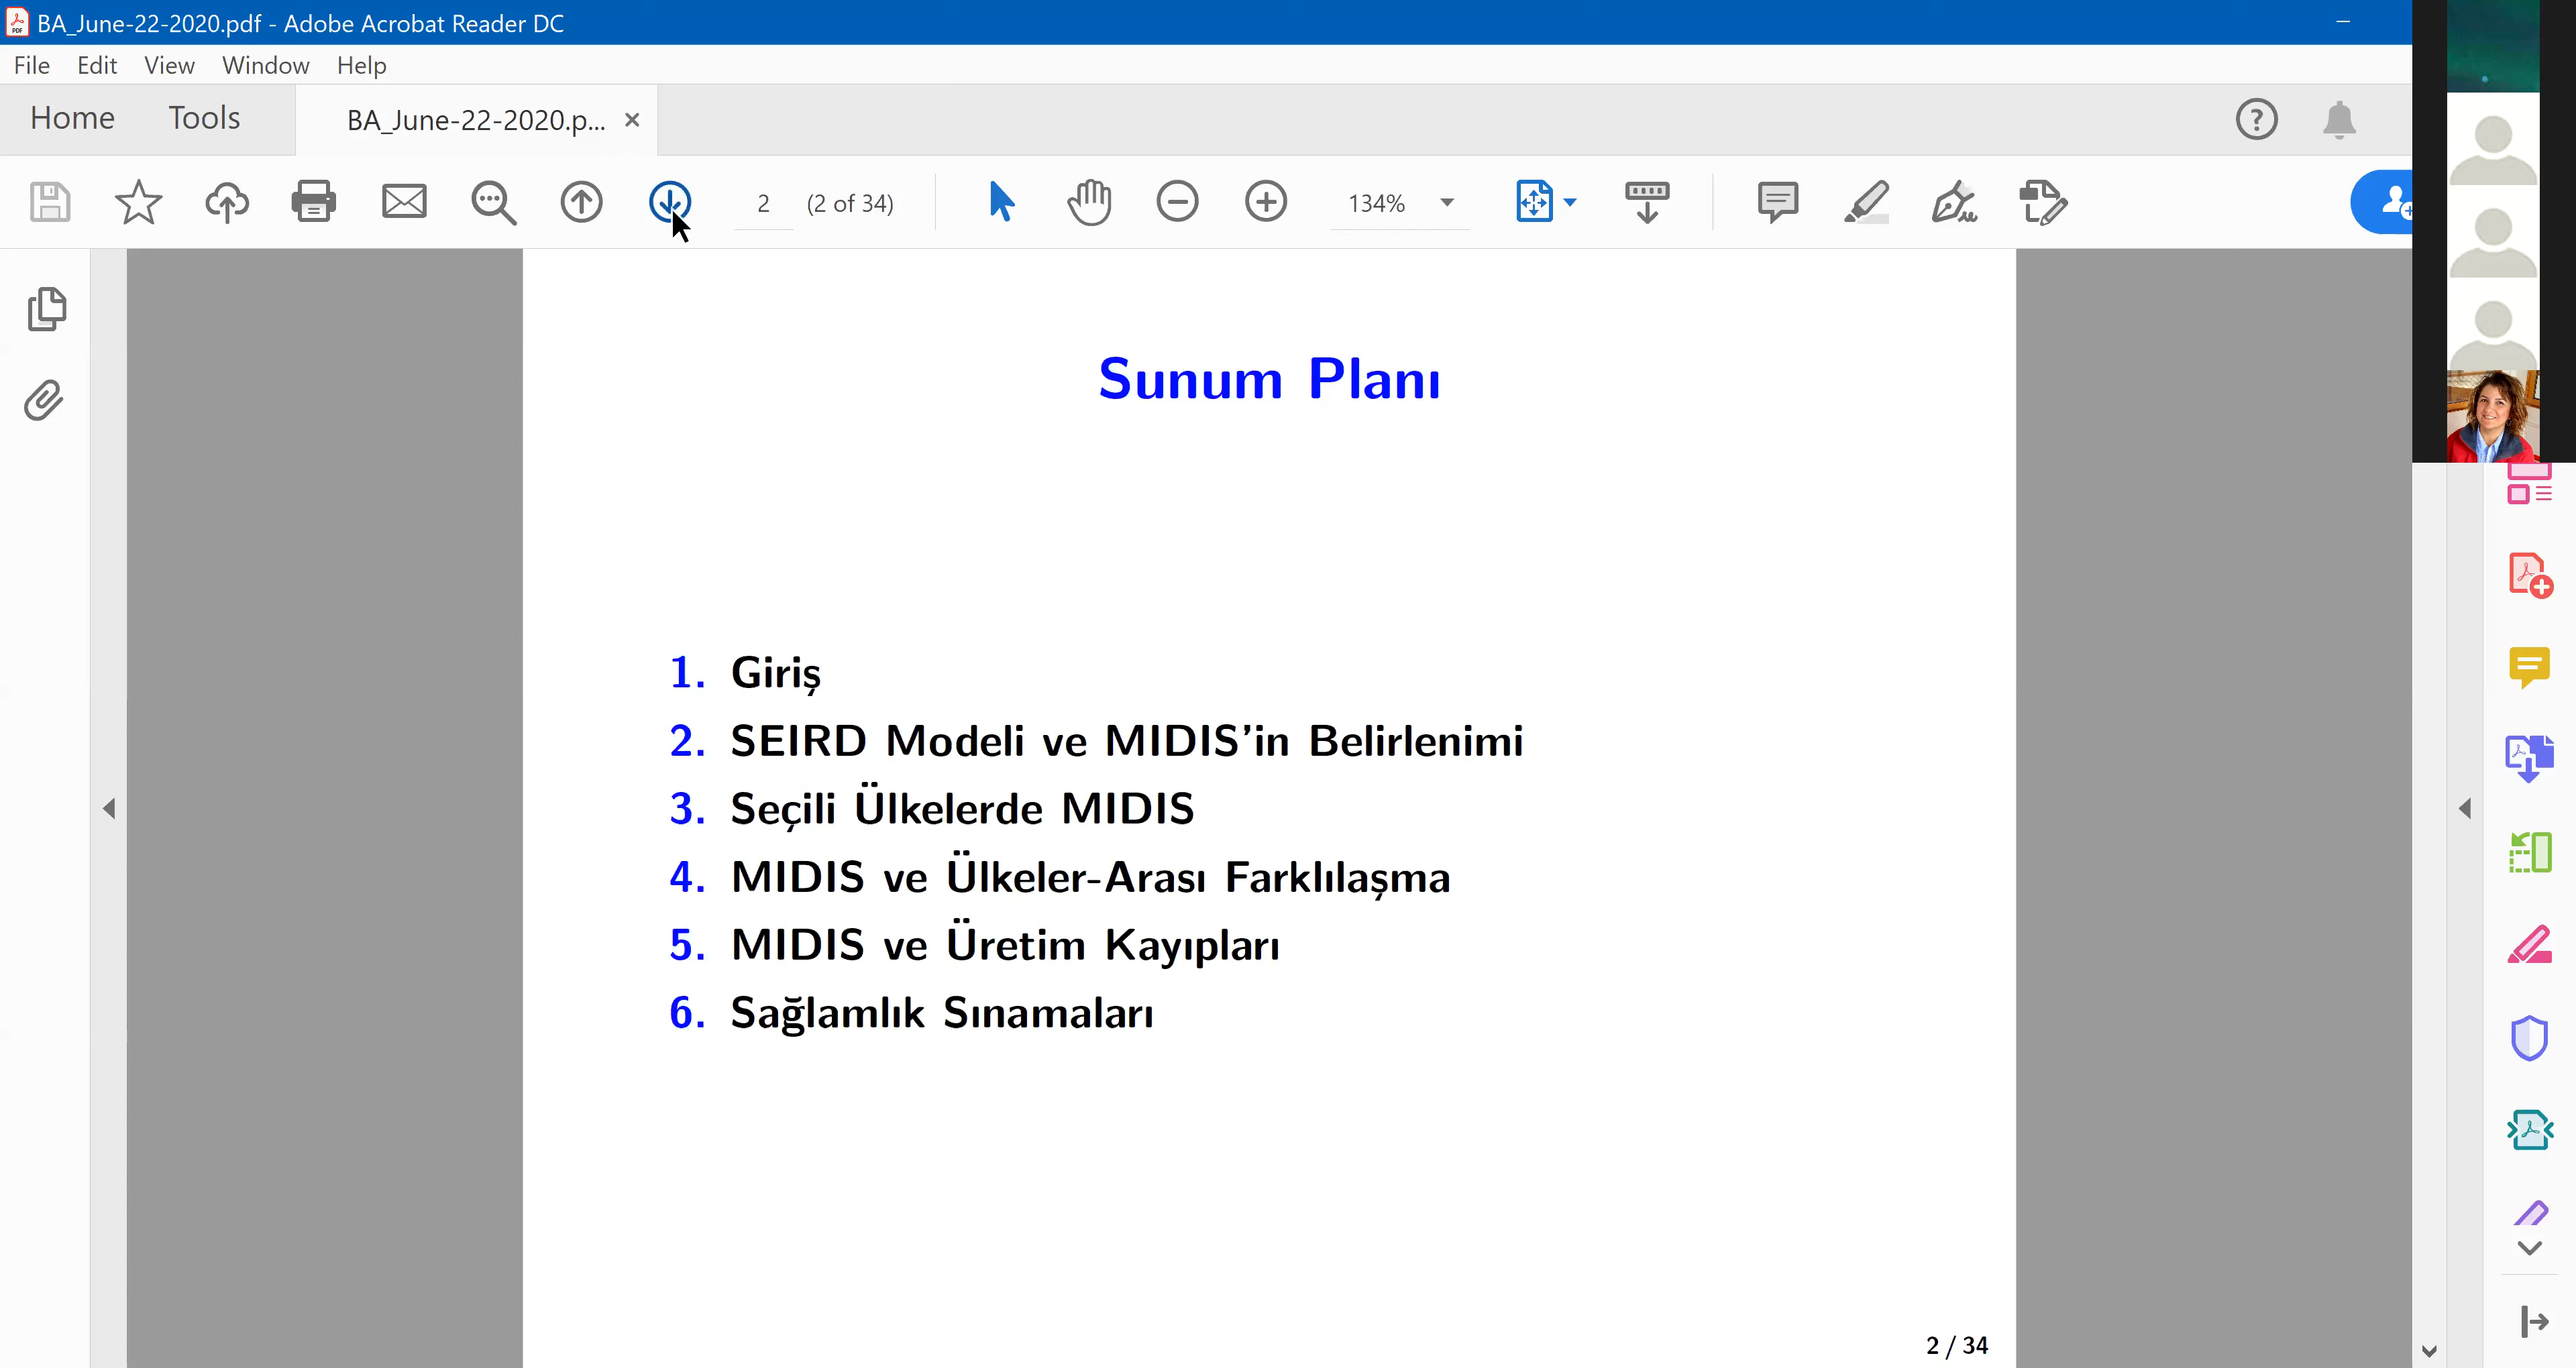 BA_June-22-2020.pdf - Adobe Acrobat Reader DC
File Edit View Window Help
Home Tools BA_June-22-2020.p...
2 (2 of 34) 134%
Sunum Planı
1. Giriş
2. SEIRD Modeli ve MIDIS'in Belirlenimi
3. Seçili Ülkelerde MIDIS
4. MIDIS ve Ülkeler-Arası Farklılaşma
5. MIDIS ve Üretim Kayıpları
6. Sağlamlık Sınamaları
2 / 34